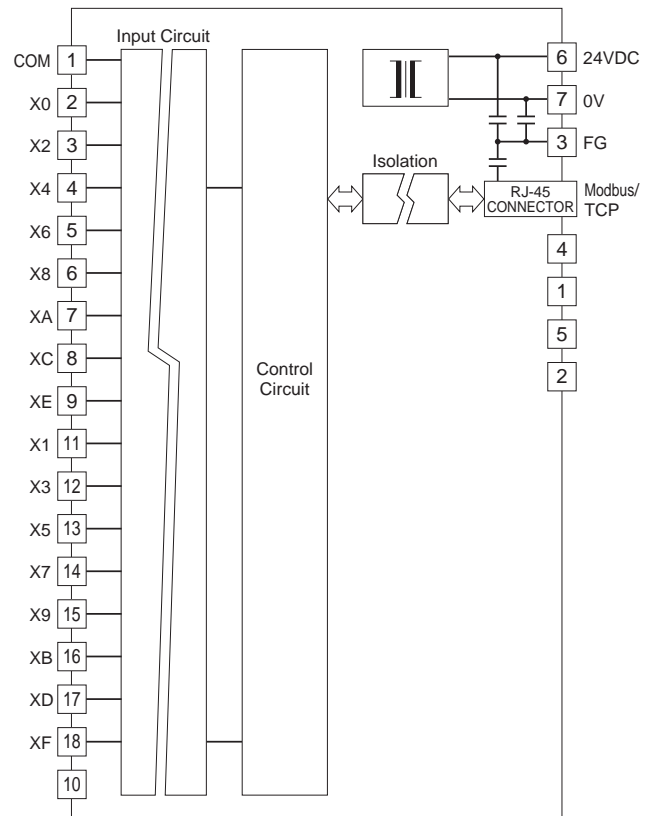 Input Circuit
COM 1
X0 2
X2 3
X4 4
X6 5
X8 6
XA 7
XC 8
XE 9
X1 11
X3 12
X5 13
X7 14
X9 15
XB 16
XD 17
XF 18
10
Control
Circuit
Isolation
6 24VDC
7 0V
3 FG
RJ-45
CONNECTOR
Modbus/
TCP
4
1
5
2